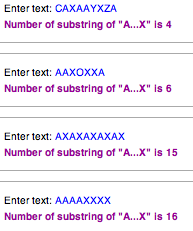 Enter text: CAXAAYXZA
Number of substring of "A...X" is 4
Enter text: AAXOXXA
Number of substring of "A...X" is 6
Enter text: AXAXAXAXAX
Number of substring of "A...X" is 15
Enter text: AAAAXXXX
Number of substring of "A...X" is 16